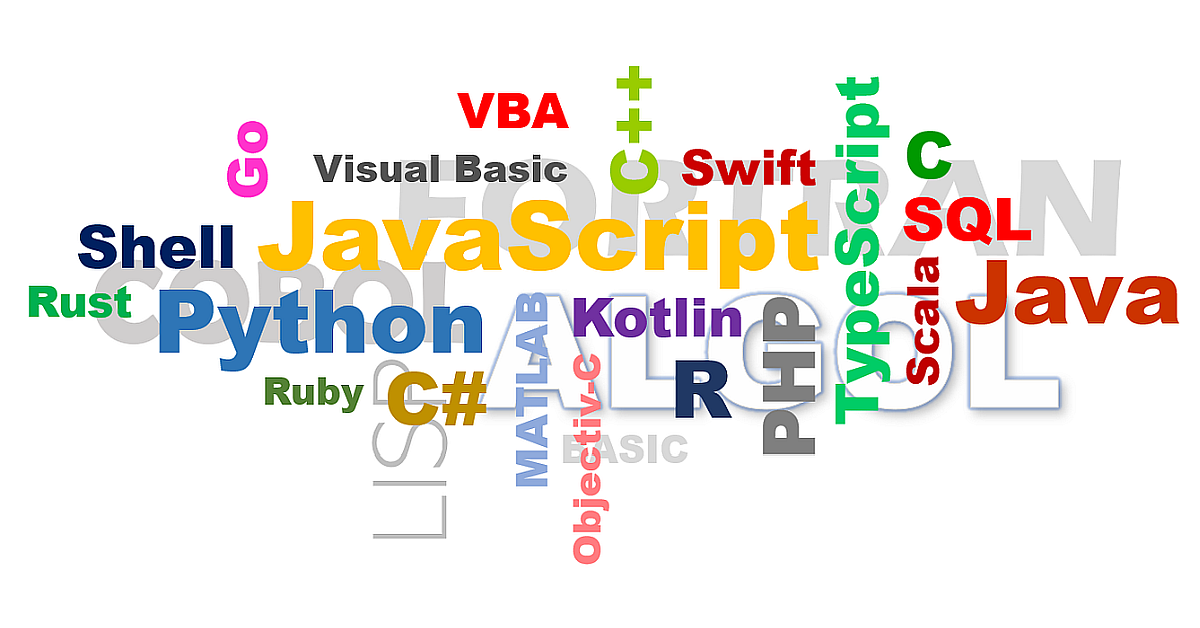 C++
TypeScript
VBA
Go
C
Visual Basic
Swift
FORTRAN
SQL
JavaScript
Shell
COBOL
Scala
Java
Rust
Python
MATLAB
Kotlin
ALGOL
PHP
Objectiv-C
LISP
R
Ruby
C#
BASIC